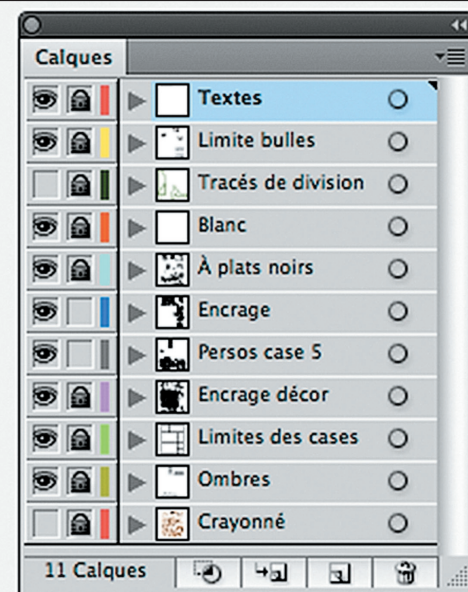 Calques
Textes
Limite bulles
Tracés de division
Blanc
À plats noirs
Encrage
Persos case 5
Encrage décor
Limites des cases
Ombres
Crayonné
11 Calques